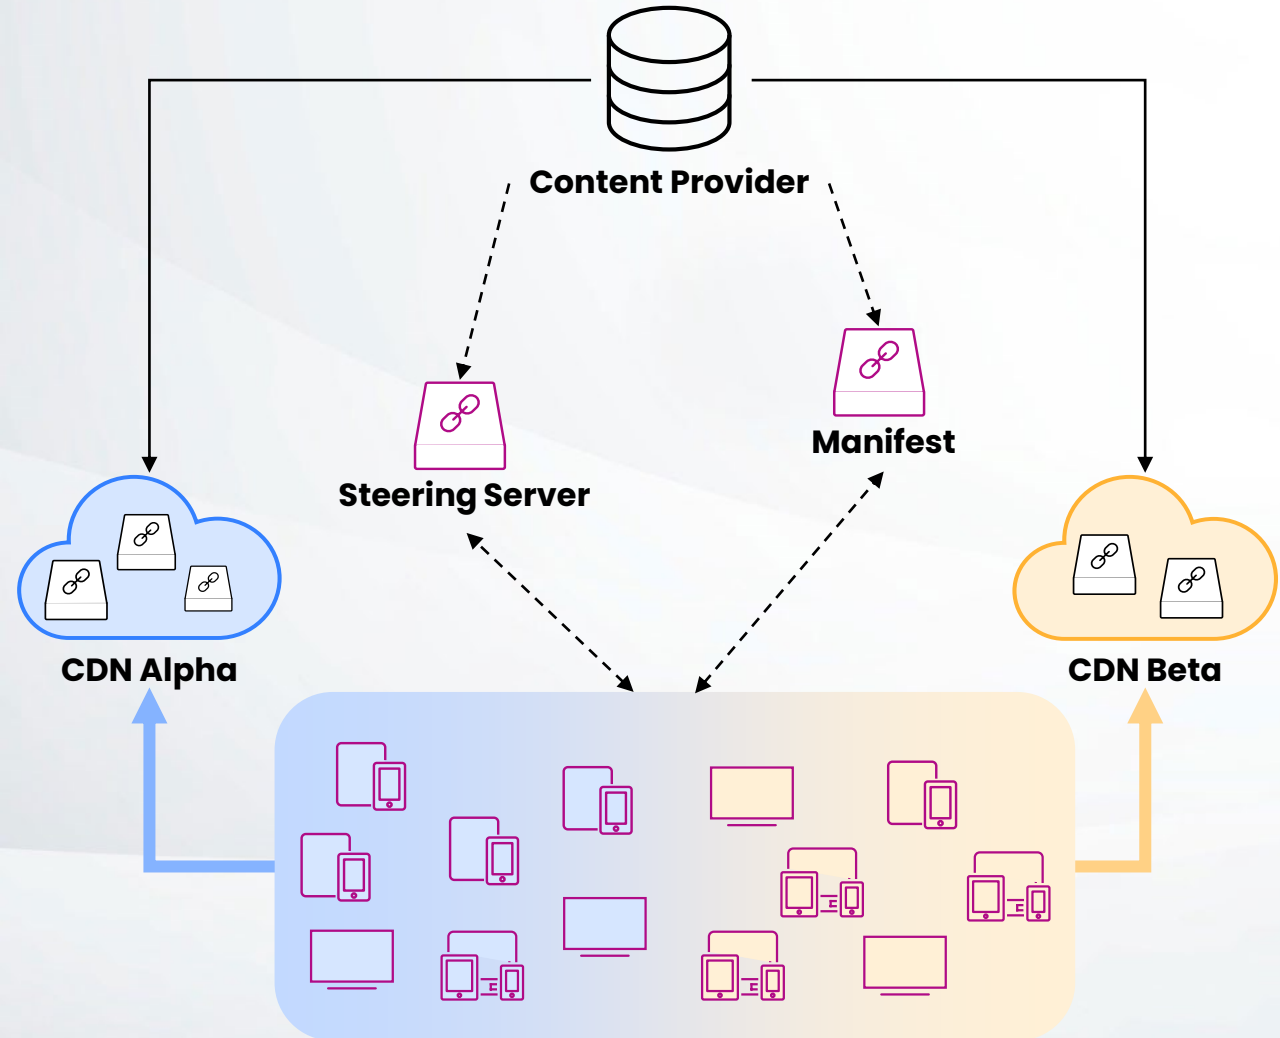 Content Provider
Manifest
Steering Server
CDN Alpha
CDN Beta